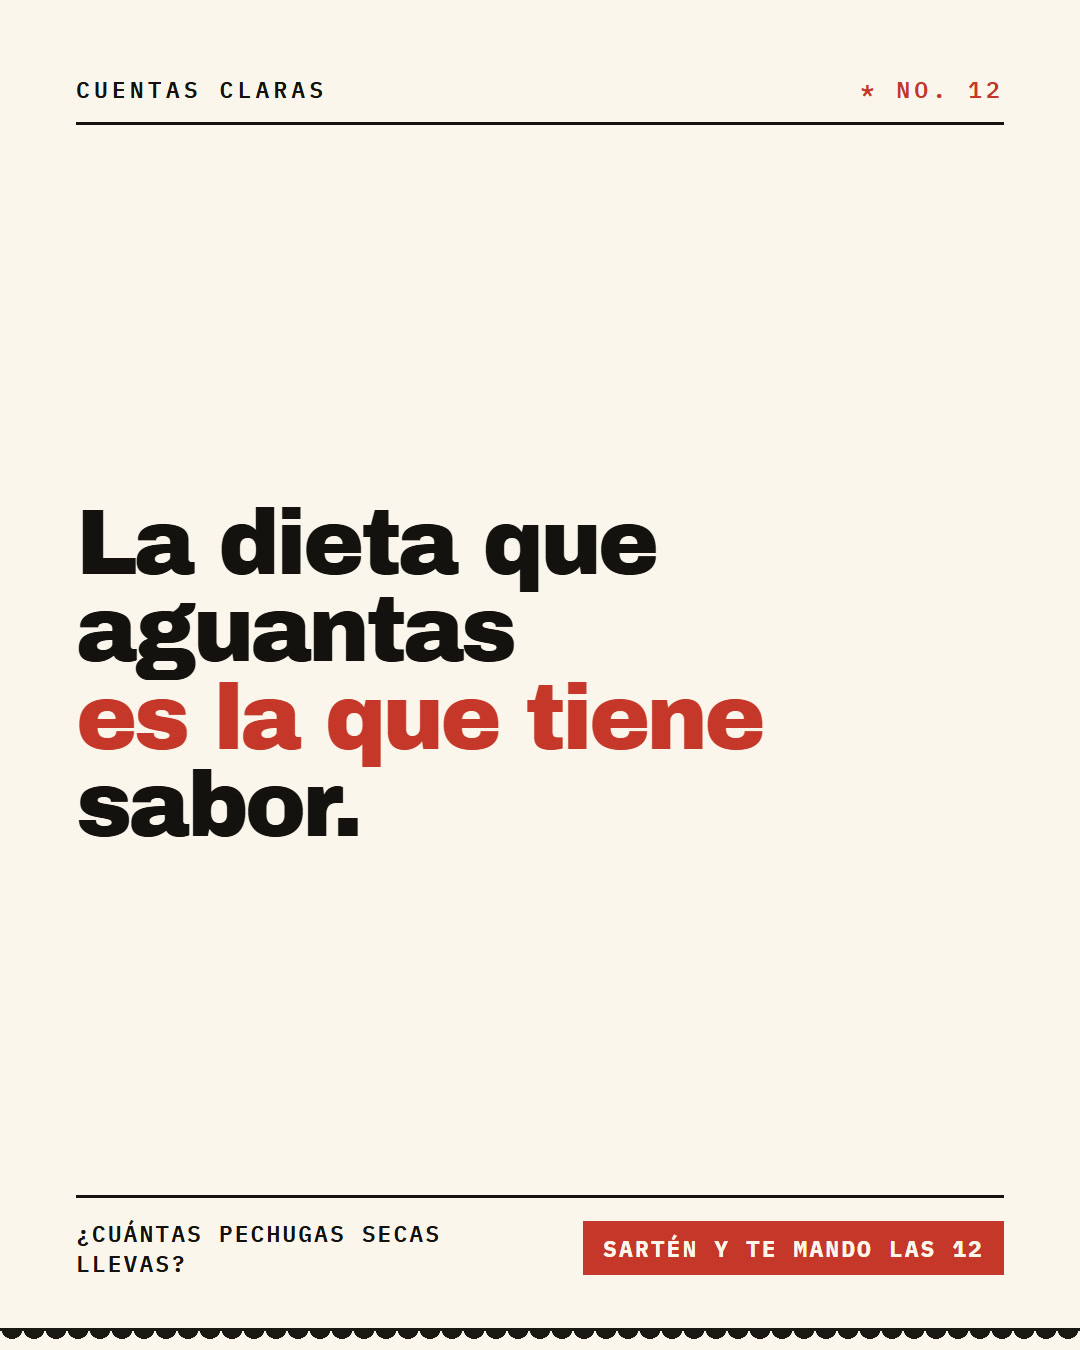 CUENTAS CLARAS
* NO. 12
La dieta que
aguantas
es la que tiene
sabor.
¿CUÁNTAS PECHUGAS SECAS
LLEVAS?
SARTÉN Y TE MANDO LAS 12